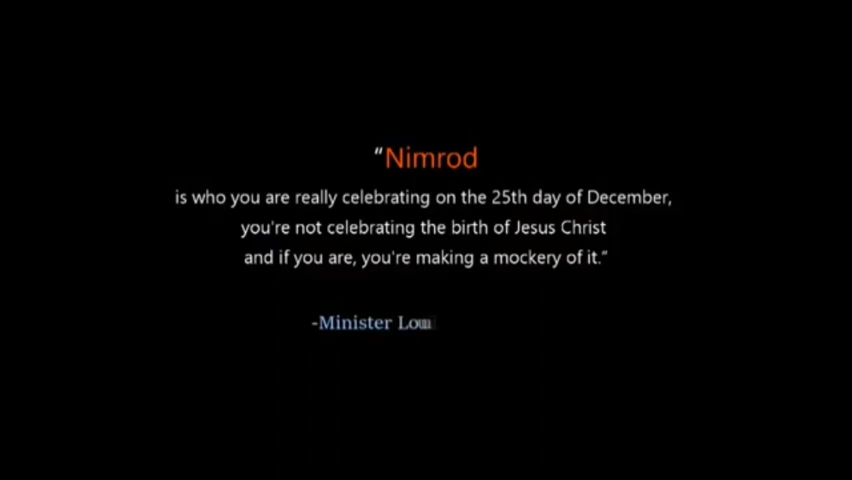 “Nimrod
is who you are really celebrating on the 25th day of December,
you're not celebrating the birth of Jesus Christ
and if you are, you're making a mockery of it.”
-Minister